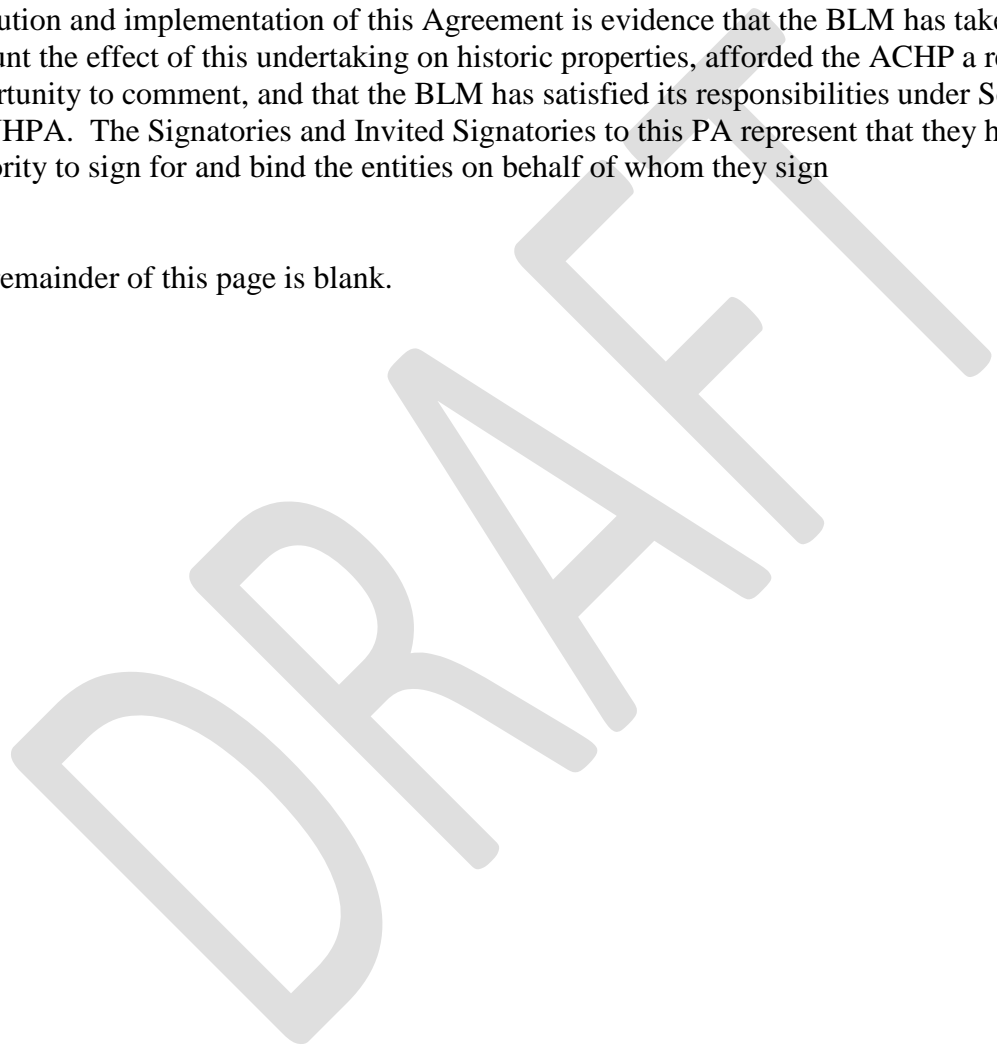 ution and implementation of this Agreement is evidence that the BLM has take
unt the effect of this undertaking on historic properties, afforded the ACHP a re
rtunity to comment, and that the BLM has satisfied its responsibilities under Se
HPA. The Signatories and Invited Signatories to this PA represent that they h
ority to sign for and bind the entities on behalf of whom they sign
emainder of this page is blank.
DRAFT